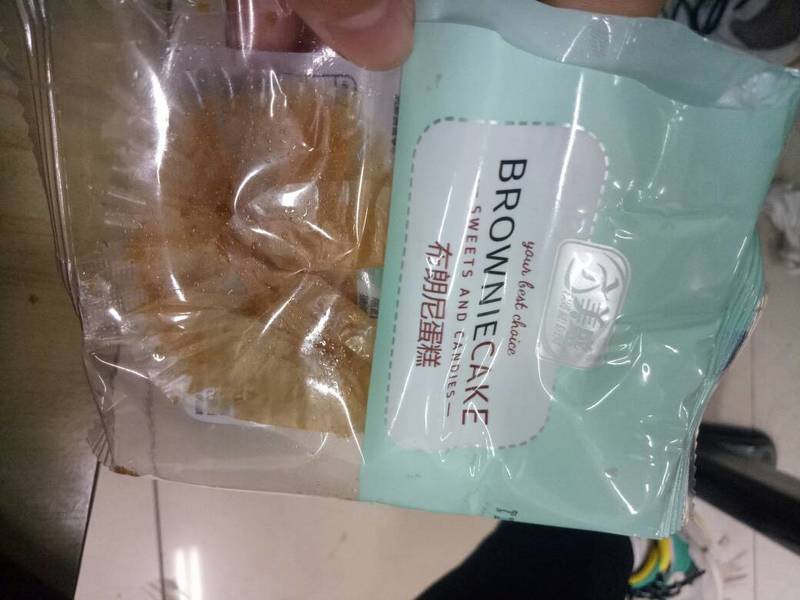 your best choice
BROWNIECAKE
— SWEETS AND CANDIES —
布朗尼蛋糕